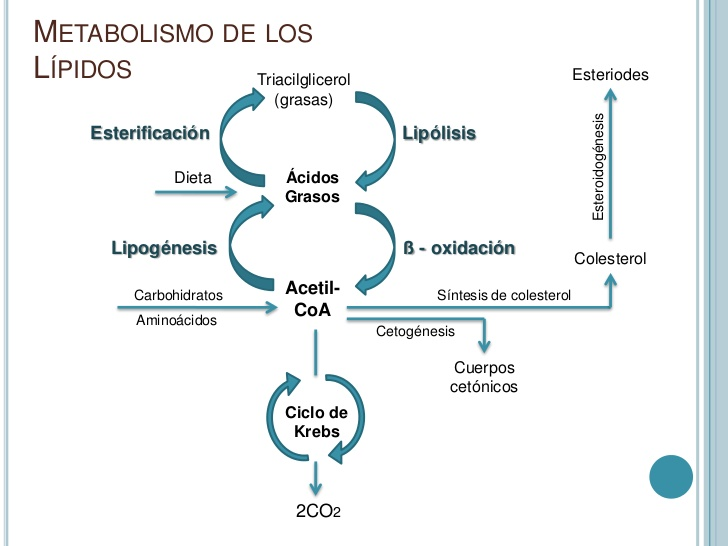 METABOLISMO DE LOS
LÍPIDOS
Triacilglicerol
(grasas)
Esteriodes
Esterificación
Lipólisis
Esteroidogénesis
Dieta
Ácidos
Grasos
Lipogénesis
ß - oxidación
Colesterol
Carbohidratos
Aminoácidos
Acetil-
CoA
Síntesis de colesterol
Cetogénesis
Cuerpos
cetónicos
Ciclo de
Krebs
2CO2